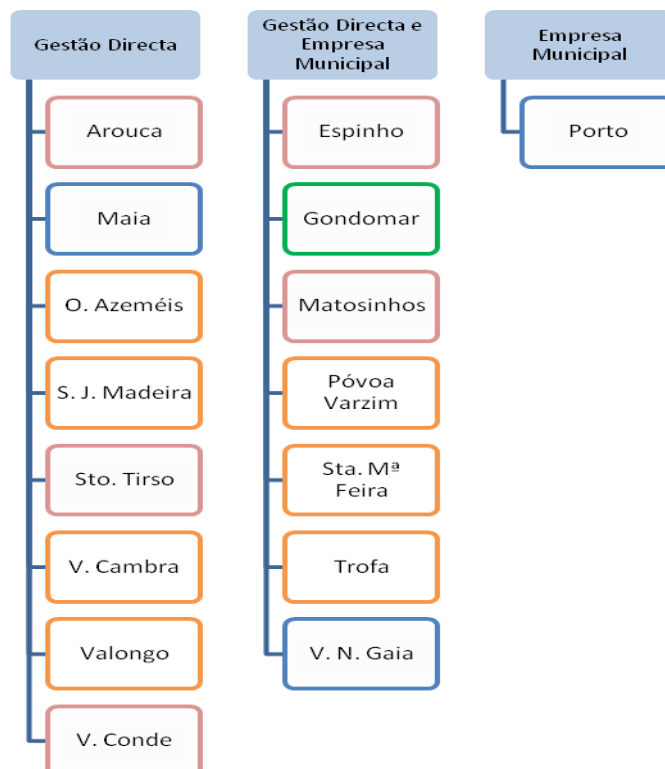 Gestão Directa
Arouca
Maia
O. Azeméis
S. J. Madeira
Sto. Tirso
V. Cambra
Valongo
V. Conde
Gestão Directa e
Empresa
Municipal
Espinho
Gondomar
Matosinhos
Póvoa
Varzim
Sta. Mª
Feira
Trofa
V. N. Gaia
Empresa
Municipal
Porto